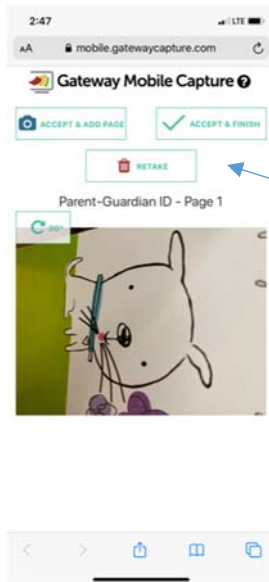 2:47
LTE
AA mobile.gatewaycapture.com
Gateway Mobile Capture ?
ACCEPT & ADD PAGE
ACCEPT & FINISH
RETAKE
Parent-Guardian ID - Page 1
90°